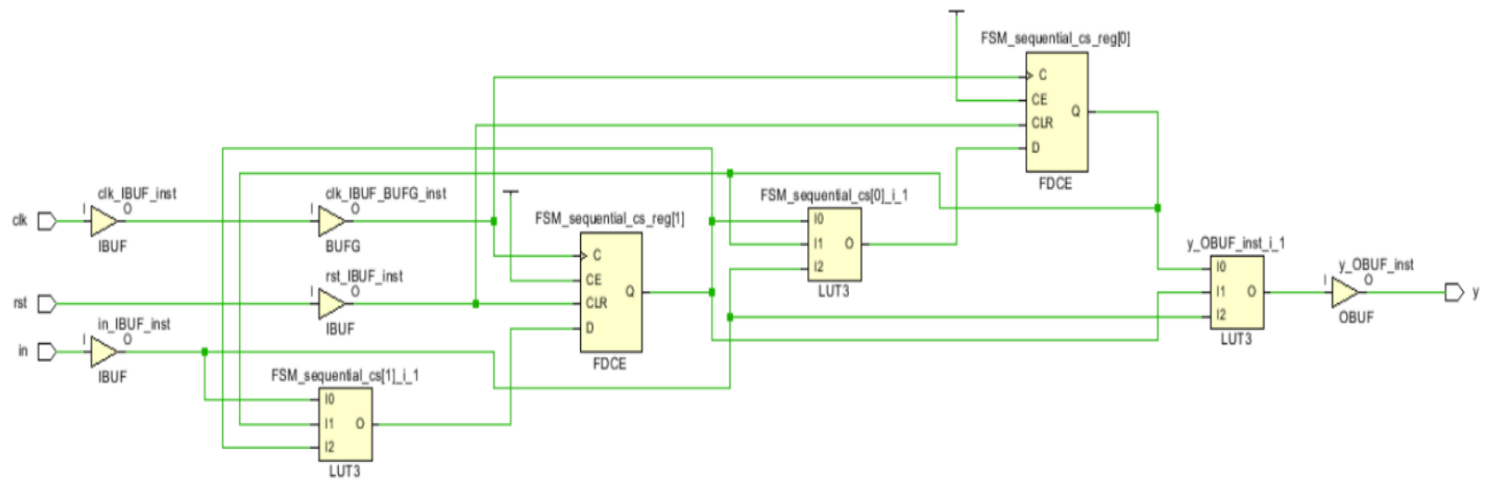 FSM_sequential_cs_reg[0]
C
CE
CLR
D
Q
FDCE
clk
I
clk_IBUF_inst
O
IBUF
I
clk_IBUF_BUFG_inst
O
BUFG
FSM_sequential_cs_reg[1]
C
CE
CLR
D
Q
FDCE
FSM_sequential_cs[0]_i_1
I0
I1
I2
O
LUT3
rst
I
rst_IBUF_inst
O
IBUF
in
I
in_IBUF_inst
O
IBUF
FSM_sequential_cs[1]_i_1
I0
I1
I2
O
LUT3
y_OBUF_inst_i_1
I0
I1
I2
O
LUT3
I
y_OBUF_inst
O
OBUF
y